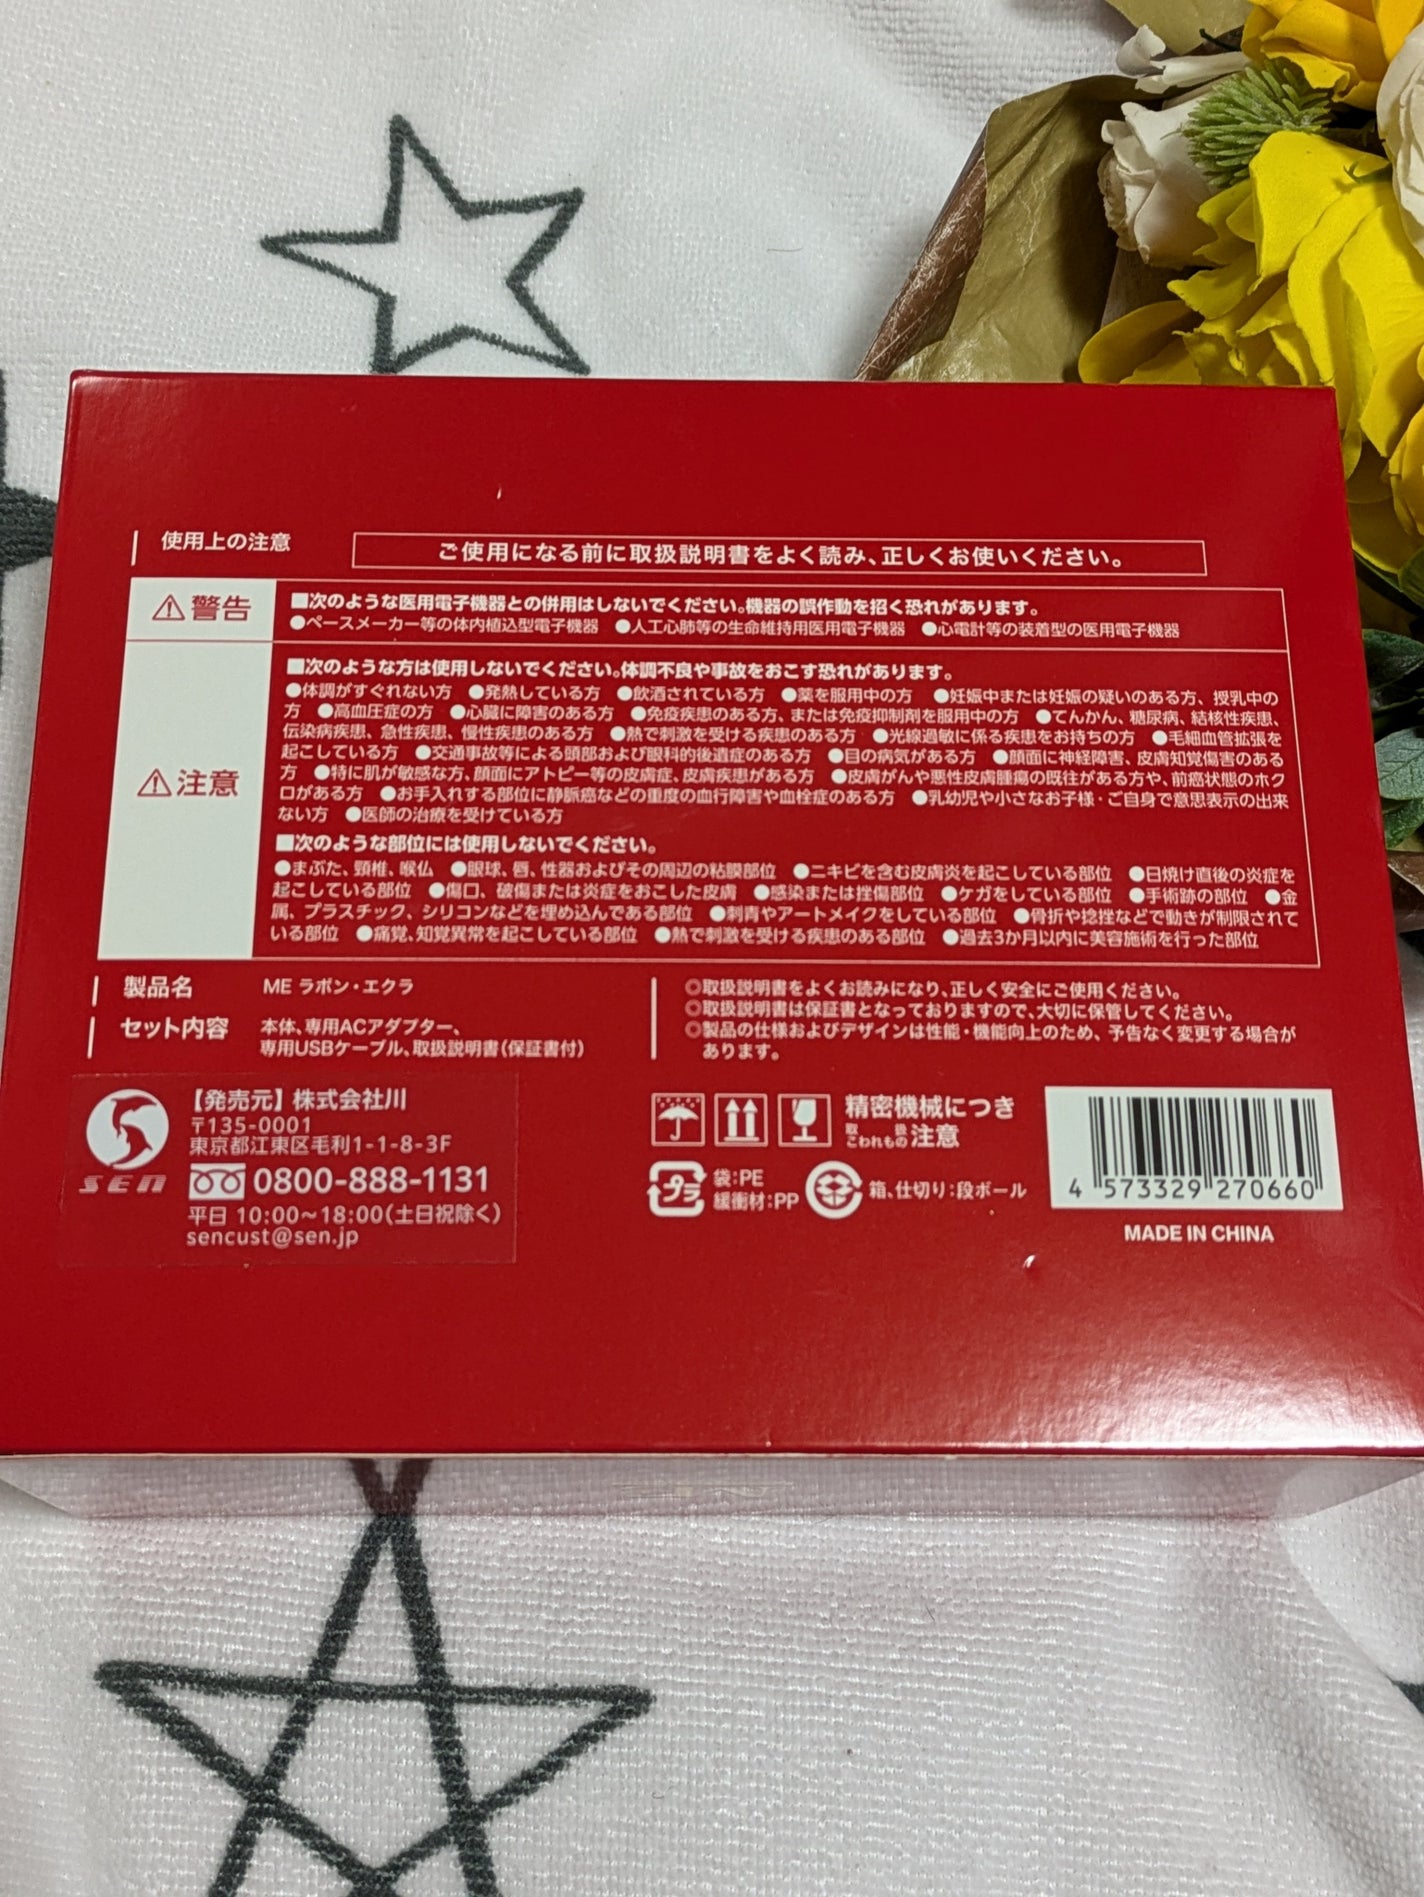 使用上の注意
ご使用になる前に取扱説明書をよく読み、正しくお使いください。
警告
■次のような医用電子機器との併用はしないでください。機器の誤作動を招く恐れがあります。
●ペースメーカー等の体内植込型電子機器 ●人工心肺等の生命維持用医用電子機器 ●心電計等の装着型の医用電子機器
注意
■次のような方は使用しないでください。体調不良や事故をおこす恐れがあります。
●体調がすぐれない方 ●発熱している方 ●飲酒されている方 ●薬を服用中の方 ●妊娠中または妊娠の疑いのある方、授乳中の
方 ●高血圧症の方 ●心臓に障害のある方 ●免疫疾患のある方、または免疫抑制剤を服用中の方 ●てんかん、糖尿病、結核性疾患、
伝染病疾患、急性疾患、慢性疾患のある方 ●熱で刺激を受ける疾患のある方 ●光線過敏に係る疾患をお持ちの方 ●毛細血管拡張を
起こしている方 ●交通事故等による頭部および眼科的後遺症のある方 ●目の病気がある方 ●顔面に神経障害、皮膚知覚傷害のある
方 ●特に肌が敏感な方、顔面にアトピー等の皮膚症、皮膚疾患がある方 ●皮膚がんや悪性皮膚腫瘍の既往がある方や、前癌状態のホク
ロがある方 ●お手入れする部位に静脈瘤などの重度の血行障害や血栓症のある方 ●乳幼児や小さなお子様・ご自身で意思表示の出来
ない方 ●医師の治療を受けている方
■次のような部位には使用しないでください。
●まぶた、頸椎、喉仏 ●眼球、唇、性器およびその周辺の粘膜部位 ●ニキビを含む皮膚炎を起こしている部位 ●日焼け直後の炎症を
起こしている部位 ●傷口、破傷または炎症をおこした皮膚 ●感染または挫傷部位 ●ケガをしている部位 ●手術跡の部位 ●金
属、プラスチック、シリコンなどを埋め込んである部位 ●刺青やアートメイクをしている部位 ●骨折や捻挫などで動きが制限されて
いる部位 ●痛覚、知覚異常を起こしている部位 ●熱で刺激を受ける疾患のある部位 ●過去3か月以内に美容施術を行った部位
製品名 ME ラボン・エクラ
セット内容 本体、専用ACアダプター、
専用USBケーブル、取扱説明書(保証書付)
◎取扱説明書をよくお読みになり、正しく安全にご使用ください。
◎取扱説明書は保証書となっておりますので、大切に保管してください。
◎製品の仕様およびデザインは性能・機能向上のため、予告なく変更する場合が
あります。
SEN
【発売元】株式会社川
〒135-0001
東京都江東区毛利1-1-8-3F
0800-888-1131
平日 10:00～18:00(土日祝除く)
sencust@sen.jp
精密機械につき
取扱注意
こわれもの
プラ
袋:PE
緩衝材:PP
箱、仕切り:段ボール
4 573329 270660
MADE IN CHINA